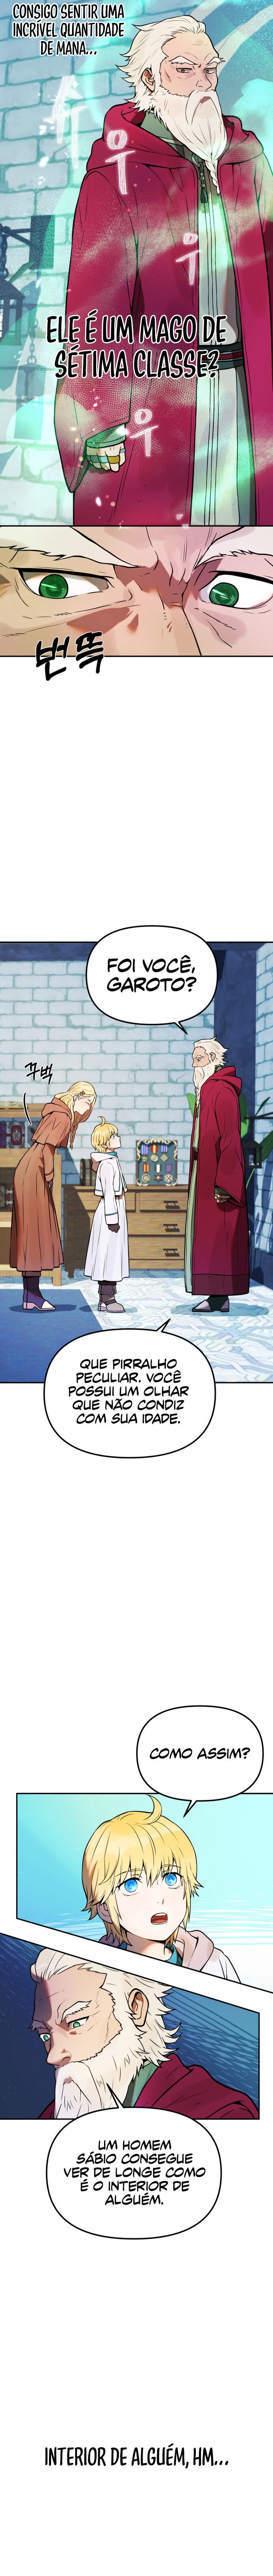 CONSIGO SENTIR UMA
INCRÍVEL QUANTIDADE
DE MANA...
우
우
우
우
ELE É UM MAGO DE
SÉTIMA CLASSE?
번뜩
FOI VOCÊ,
GAROTO?
꾸벅
QUE PIRRALHO
PECULIAR. VOCÊ
POSSUI UM OLHAR
QUE NÃO CONDIZ
COM SUA IDADE.
COMO ASSIM?
UM HOMEM
SÁBIO CONSEGUE
VER DE LONGE COMO
É O INTERIOR DE
ALGUÉM.
INTERIOR DE ALGUÉM, HM...